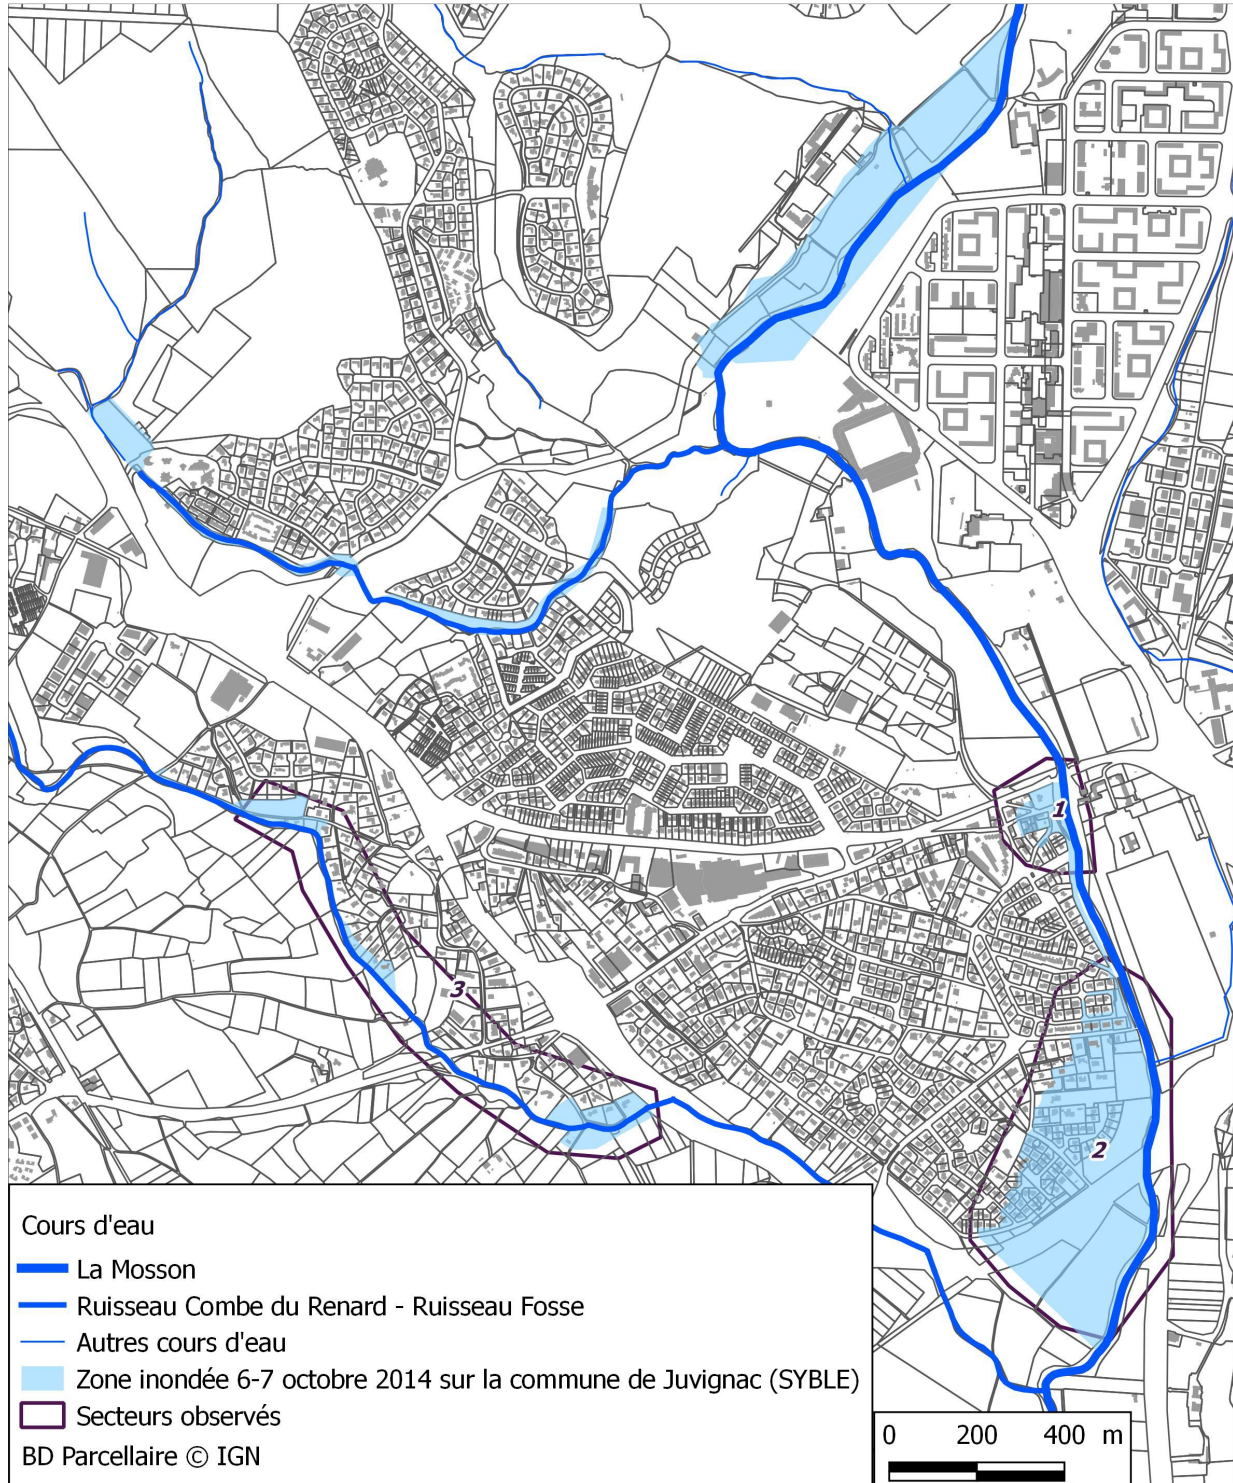 1
2
3
Cours d'eau
La Mosson
Ruisseau Combe du Renard - Ruisseau Fosse
Autres cours d'eau
Zone inondée 6-7 octobre 2014 sur la commune de Juvignac (SYBLE)
Secteurs observés
BD Parcellaire © IGN
0 200 400 m